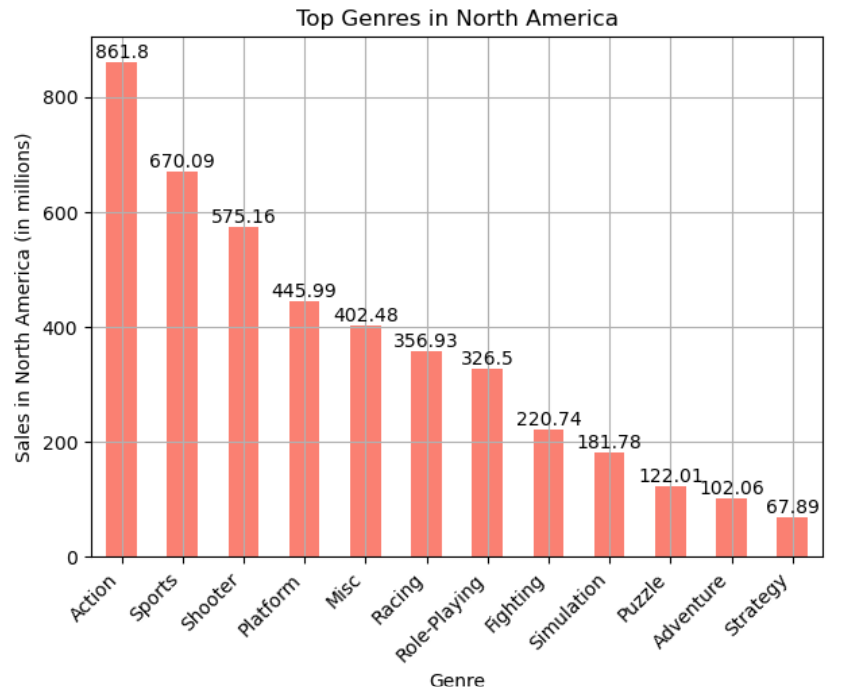 Top Genres in North America
861.8
670.09
575.16
445.99
402.48
356.93
326.5
220.74
181.78
122.01
102.06
67.89
Sales in North America (in millions)
800
600
400
200
0
Action
Sports
Shooter
Platform
Misc
Racing
Role-Playing
Fighting
Simulation
Puzzle
Adventure
Strategy
Genre